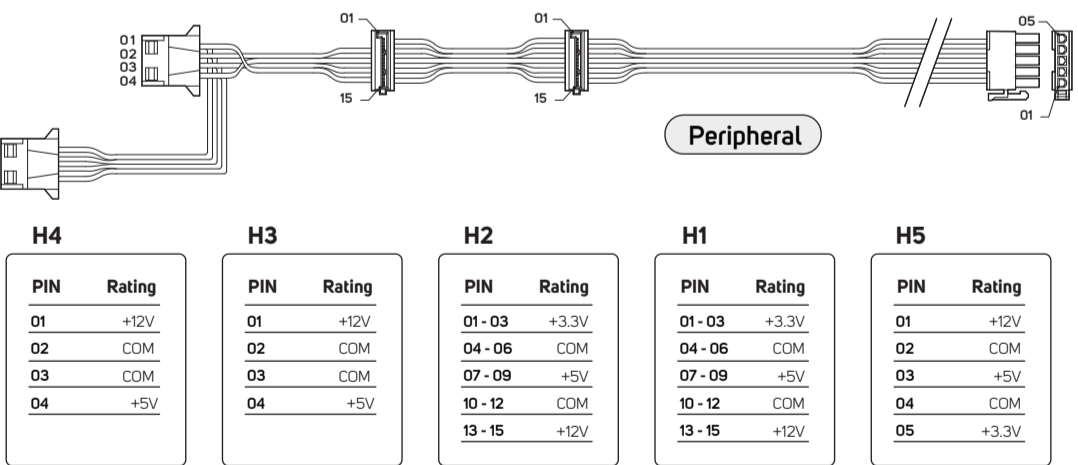 01
02
03
04
01
15
01
15
05
01
Peripheral
H4
PIN Rating
01 +12V
02 COM
03 COM
04 +5V
H3
PIN Rating
01 +12V
02 COM
03 COM
04 +5V
H2
PIN Rating
01 - 03 +3.3V
04 - 06 COM
07 - 09 +5V
10 - 12 COM
13 - 15 +12V
H1
PIN Rating
01 - 03 +3.3V
04 - 06 COM
07 - 09 +5V
10 - 12 COM
13 - 15 +12V
H5
PIN Rating
01 +12V
02 COM
03 +5V
04 COM
05 +3.3V